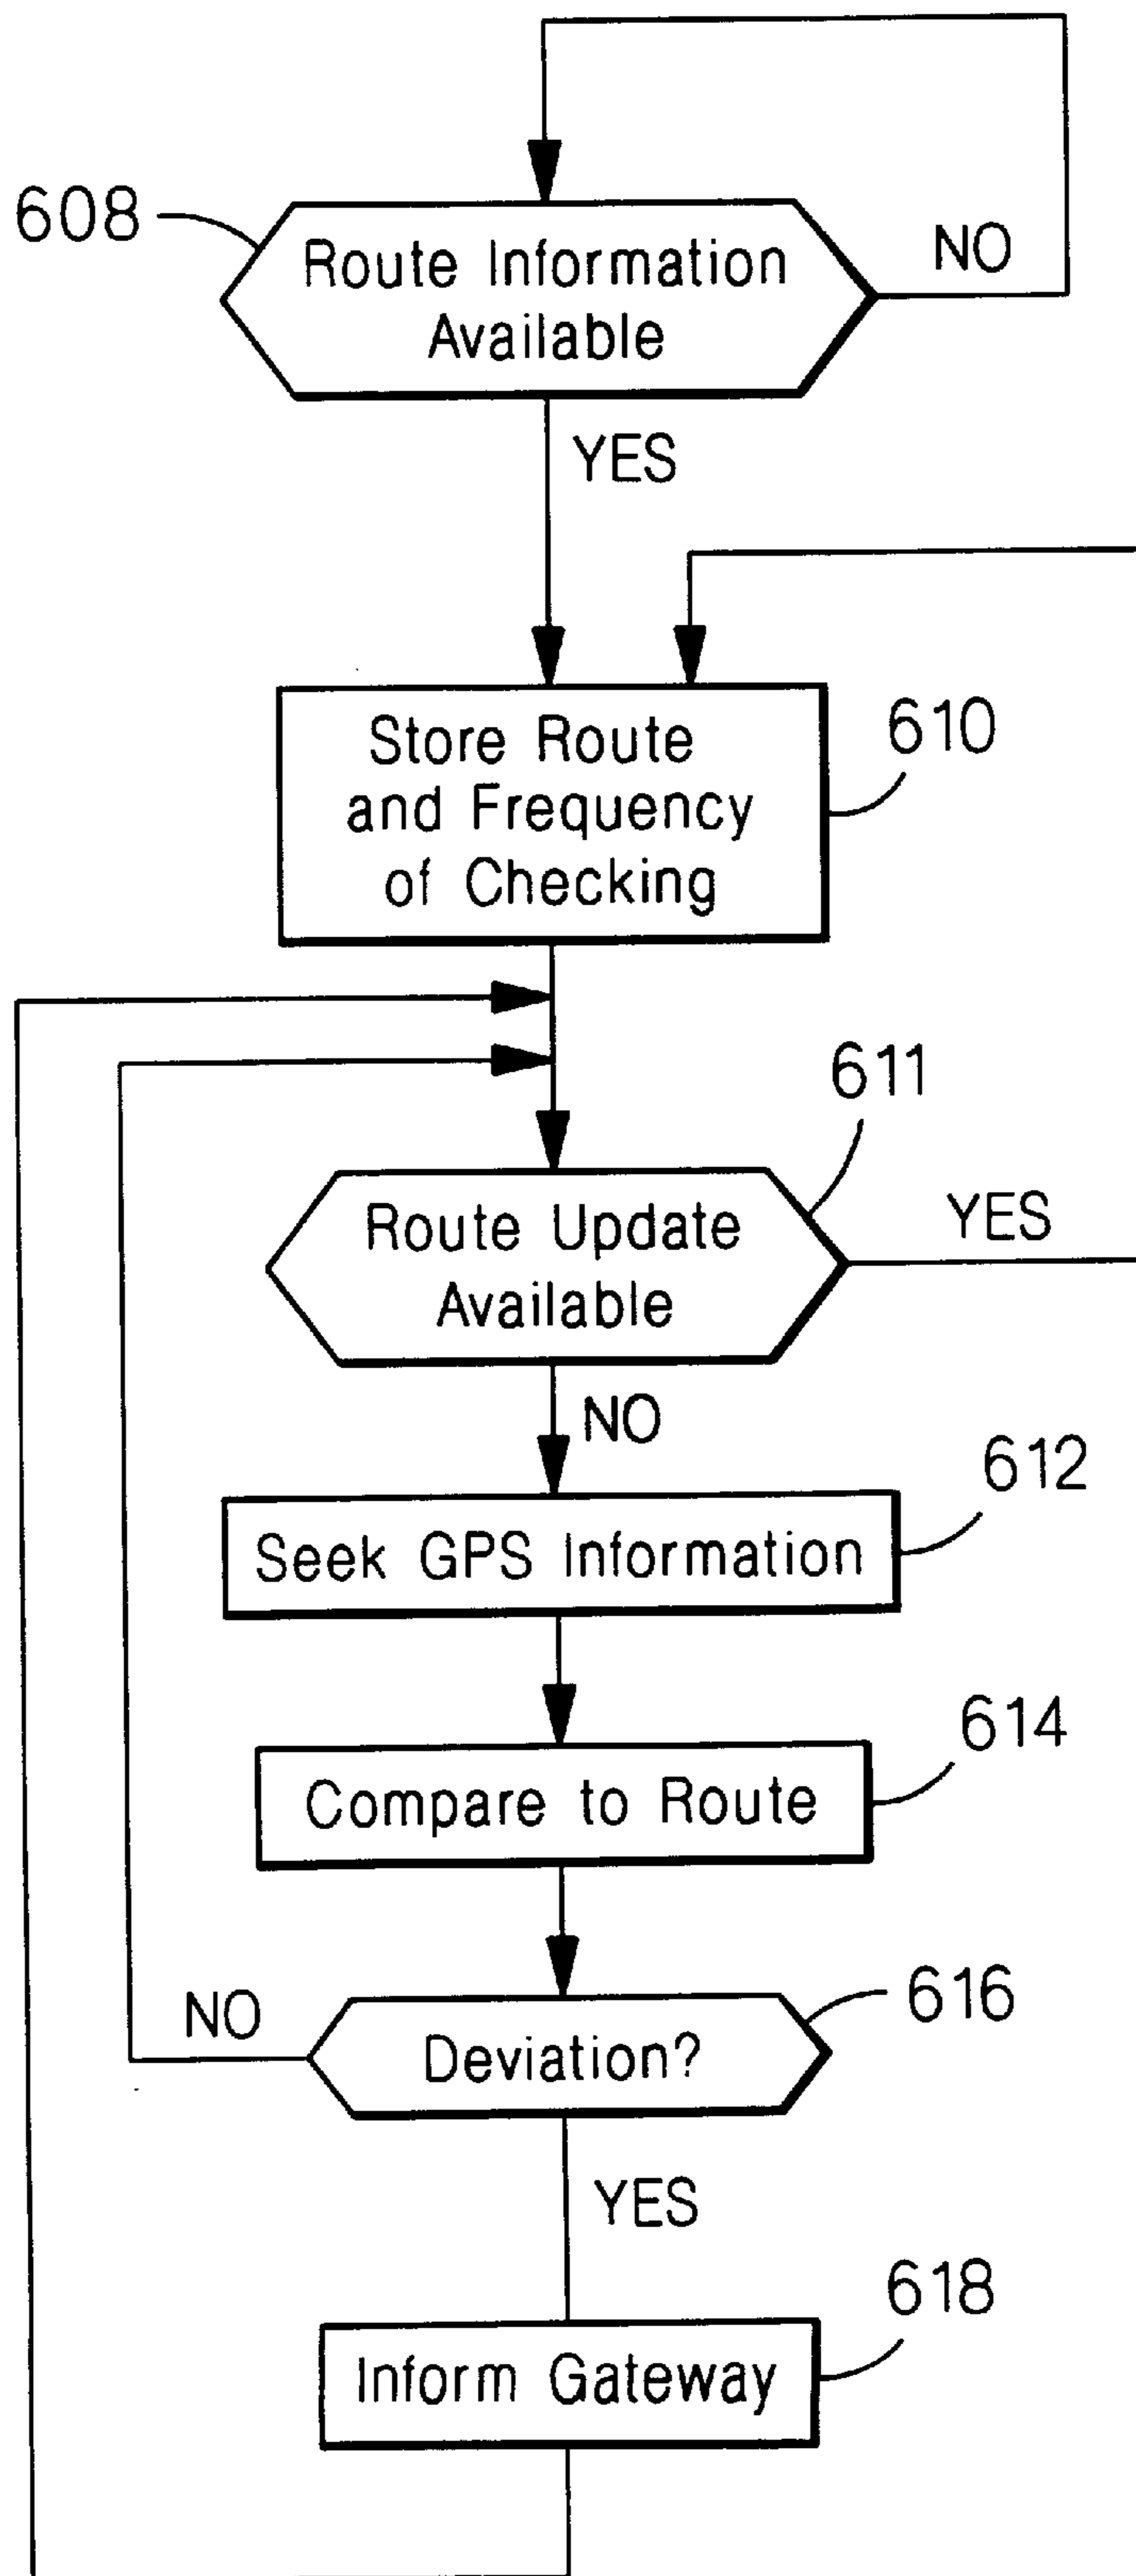 608
Route Information
Available
NO
YES
Store Route
and Frequency
of Checking
610
611
Route Update
Available
YES
NO
612
Seek GPS Information
614
Compare to Route
616
NO
Deviation?
YES
618
Inform Gateway